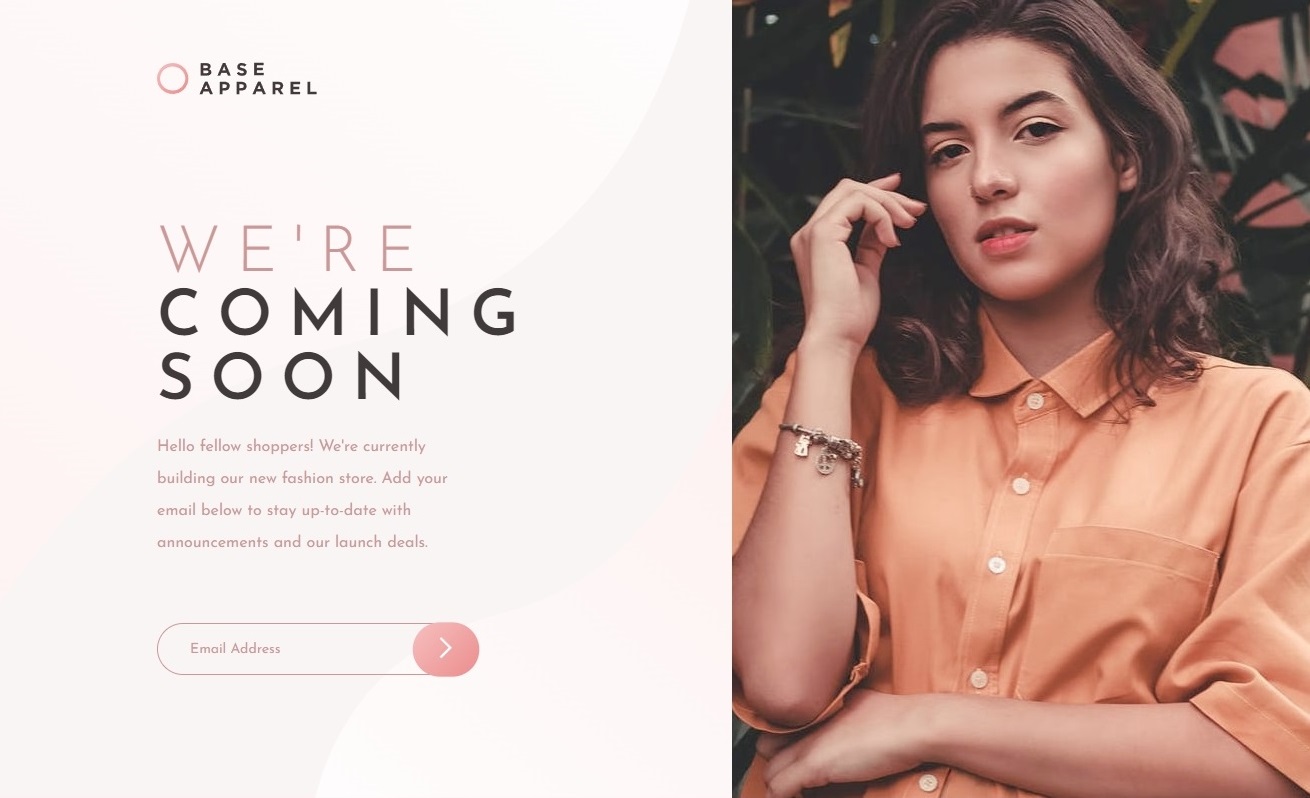 BASE
APPAREL
WE'RE
COMING
SOON
Hello fellow shoppers! We're currently
building our new fashion store. Add your
email below to stay up-to-date with
announcements and our launch deals.
Email Address